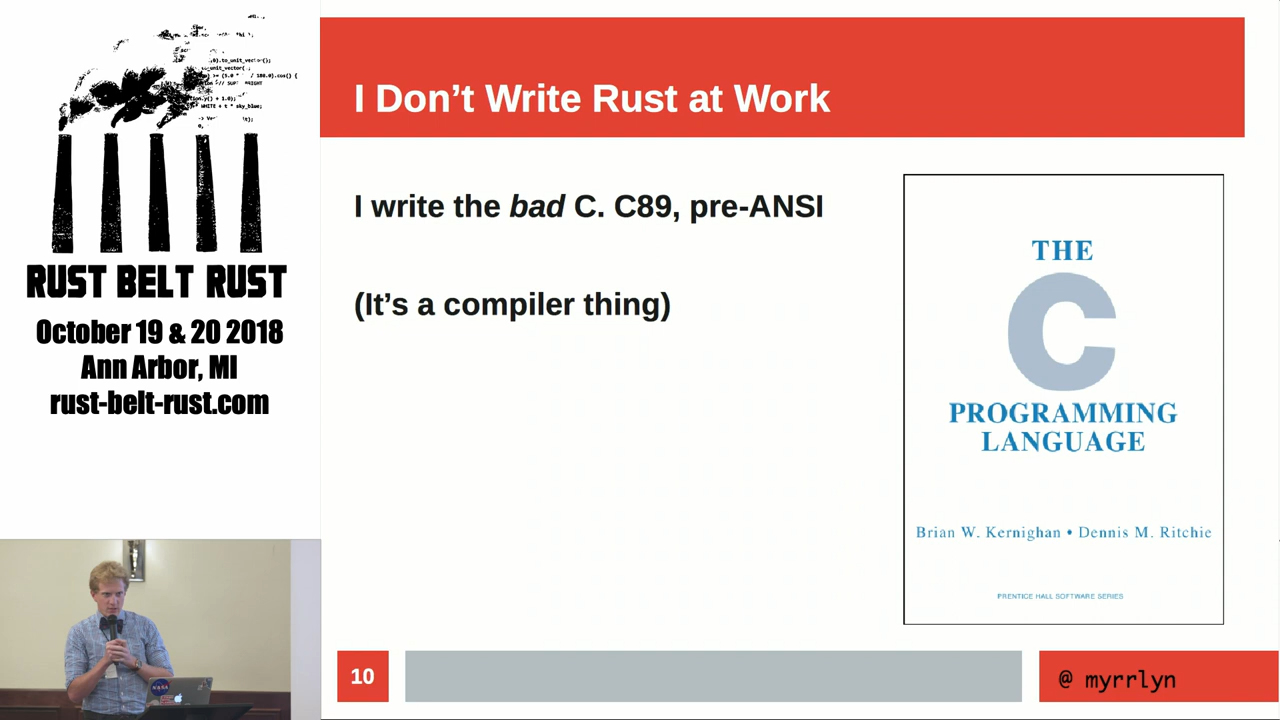 RUST BELT RUST
October 19 & 20 2018
Ann Arbor, MI
rust-belt-rust.com
I Don’t Write Rust at Work
I write the bad C. C89, pre-ANSI
(It’s a compiler thing)
THE
C
PROGRAMMING
LANGUAGE
Brian W. Kernighan • Dennis M. Ritchie
PRENTICE HALL SOFTWARE SERIES
10
@ myrrlyn
NASA